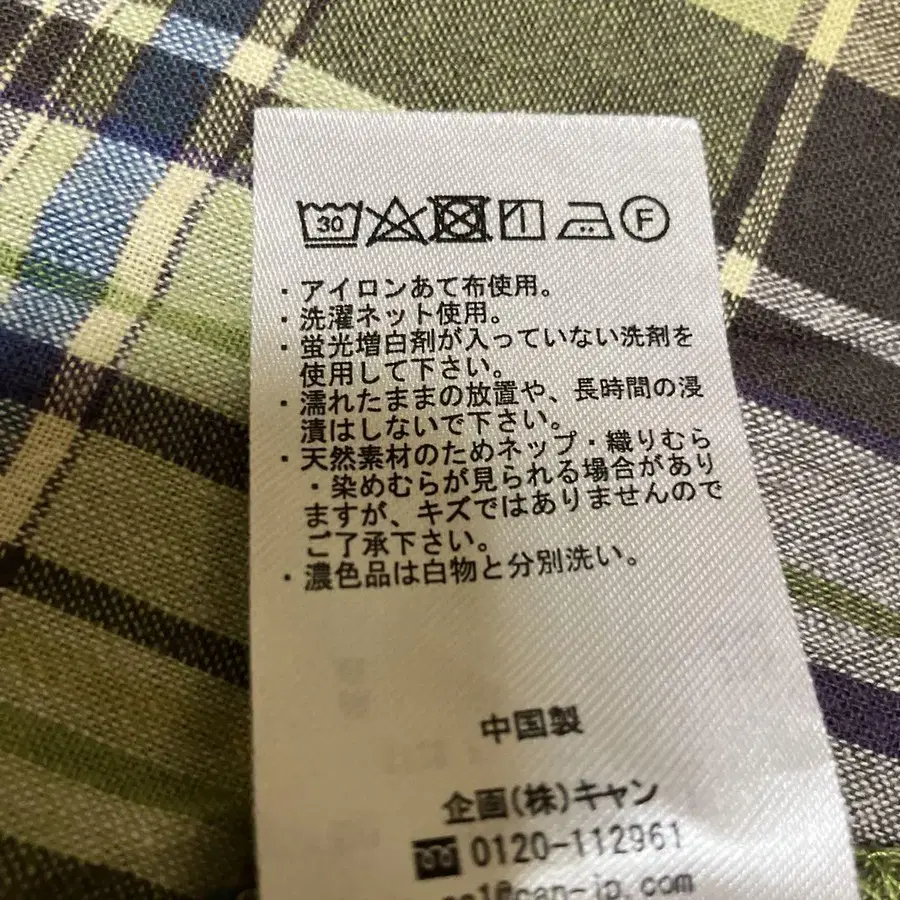 30 F
・アイロンあて布使用。
・洗濯ネット使用。
・蛍光増白剤が入っていない洗剤を
使用して下さい。
・濡れたままの放置や、長時間の浸
漬はしないで下さい。
・天然素材のためネップ・織りむら
・染めむらが見られる場合があり
ますが、キズではありませんので
ご了承下さい。
・濃色品は白物と分別洗い。
中国製
企画(株)キャン
0120-112961
@can-jp.com